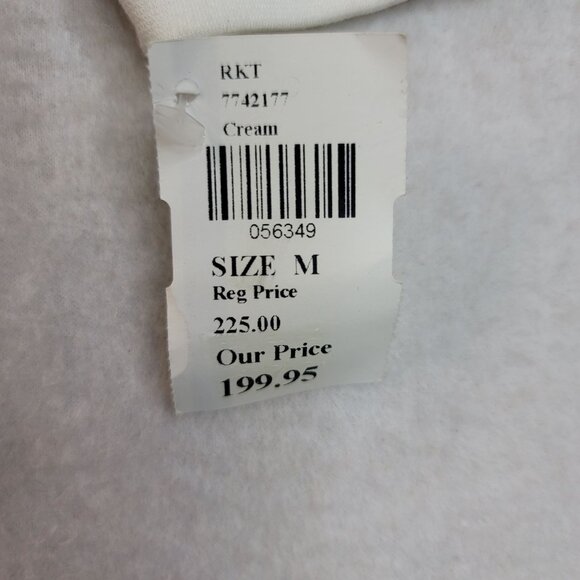 RKT
7742177
Cream
056349
SIZE M
Reg Price
225.00
Our Price
199.95